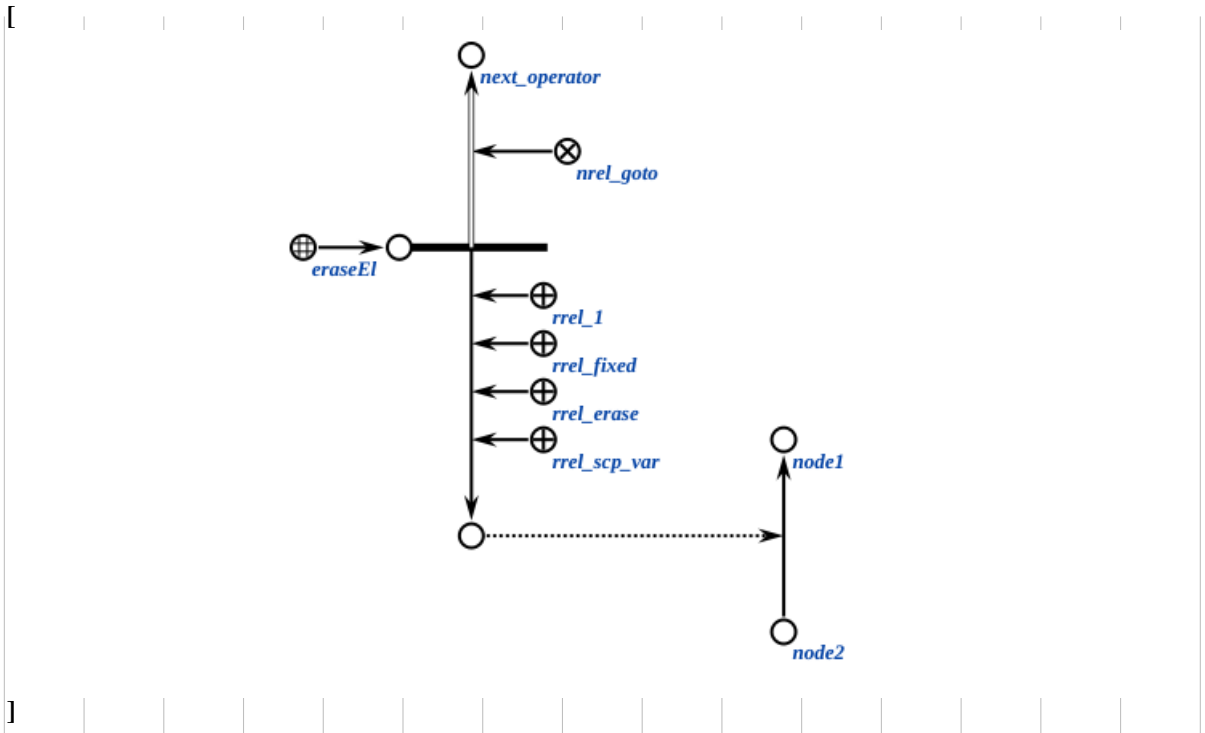 [
next_operator
nrel_goto
eraseEl
rrel_1
rrel_fixed
rrel_erase
rrel_scp_var
node1
node2
]